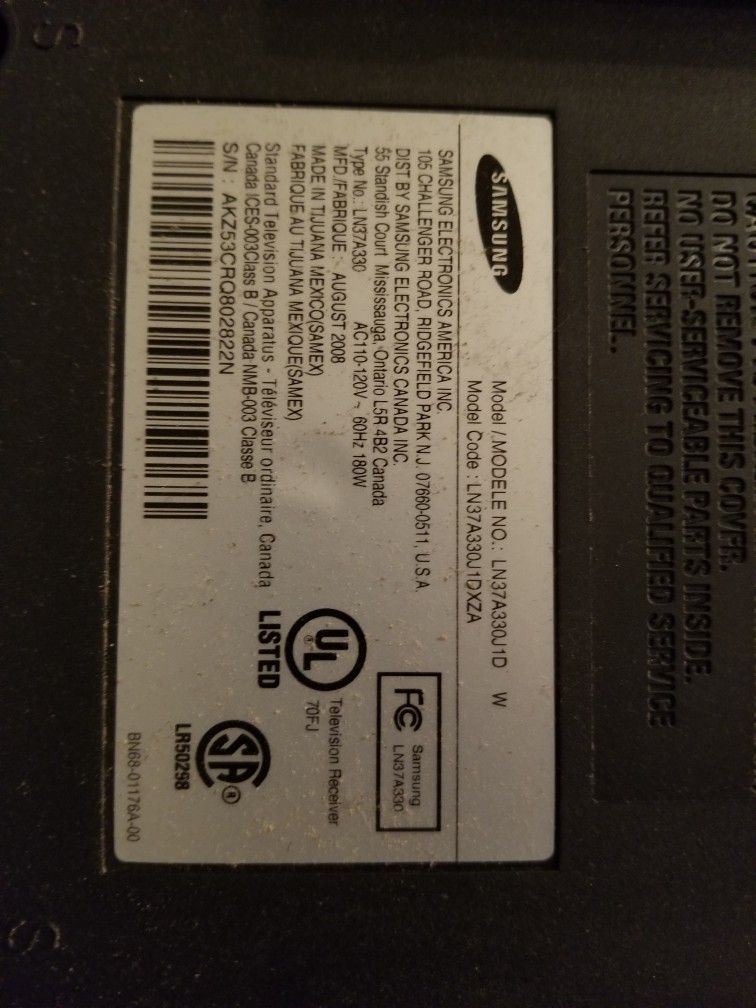 DO NOT REMOVE THIS COVER.
NO USER-SERVICEABLE PARTS INSIDE.
REFER SERVICING TO QUALIFIED SERVICE
PERSONNEL.
SAMSUNG
Model / MODELE NO.: LN37A330J1D W
Model Code : LN37A330J1DXZA
SAMSUNG ELECTRONICS AMERICA INC.
105 CHALLENGER ROAD, RIDGEFIELD PARK N.J. 07660-0511, U.S.A.
DIST BY SAMSUNG ELECTRONICS CANADA INC.
55 Standish Court Mississauga, Ontario L5R 4B2 Canada
Type No.: LN37A330 AC110-120V~ 60Hz 180W
MFD./FABRIQUE : AUGUST 2008
MADE IN TIJUANA MEXICO(SAMEX)
FABRIQUE AU TIJUANA MEXIQUE(SAMEX)
Standard Television Apparatus - Téléviseur ordinaire, Canada
Canada ICES-003Class B / Canada NMB-003 Classe B
S/N : AKZ53CRQ802822N
FC
Samsung
LN37A330
UL
LISTED
Television Receiver
70FJ
SA
LR50298
BN68-01176A-00